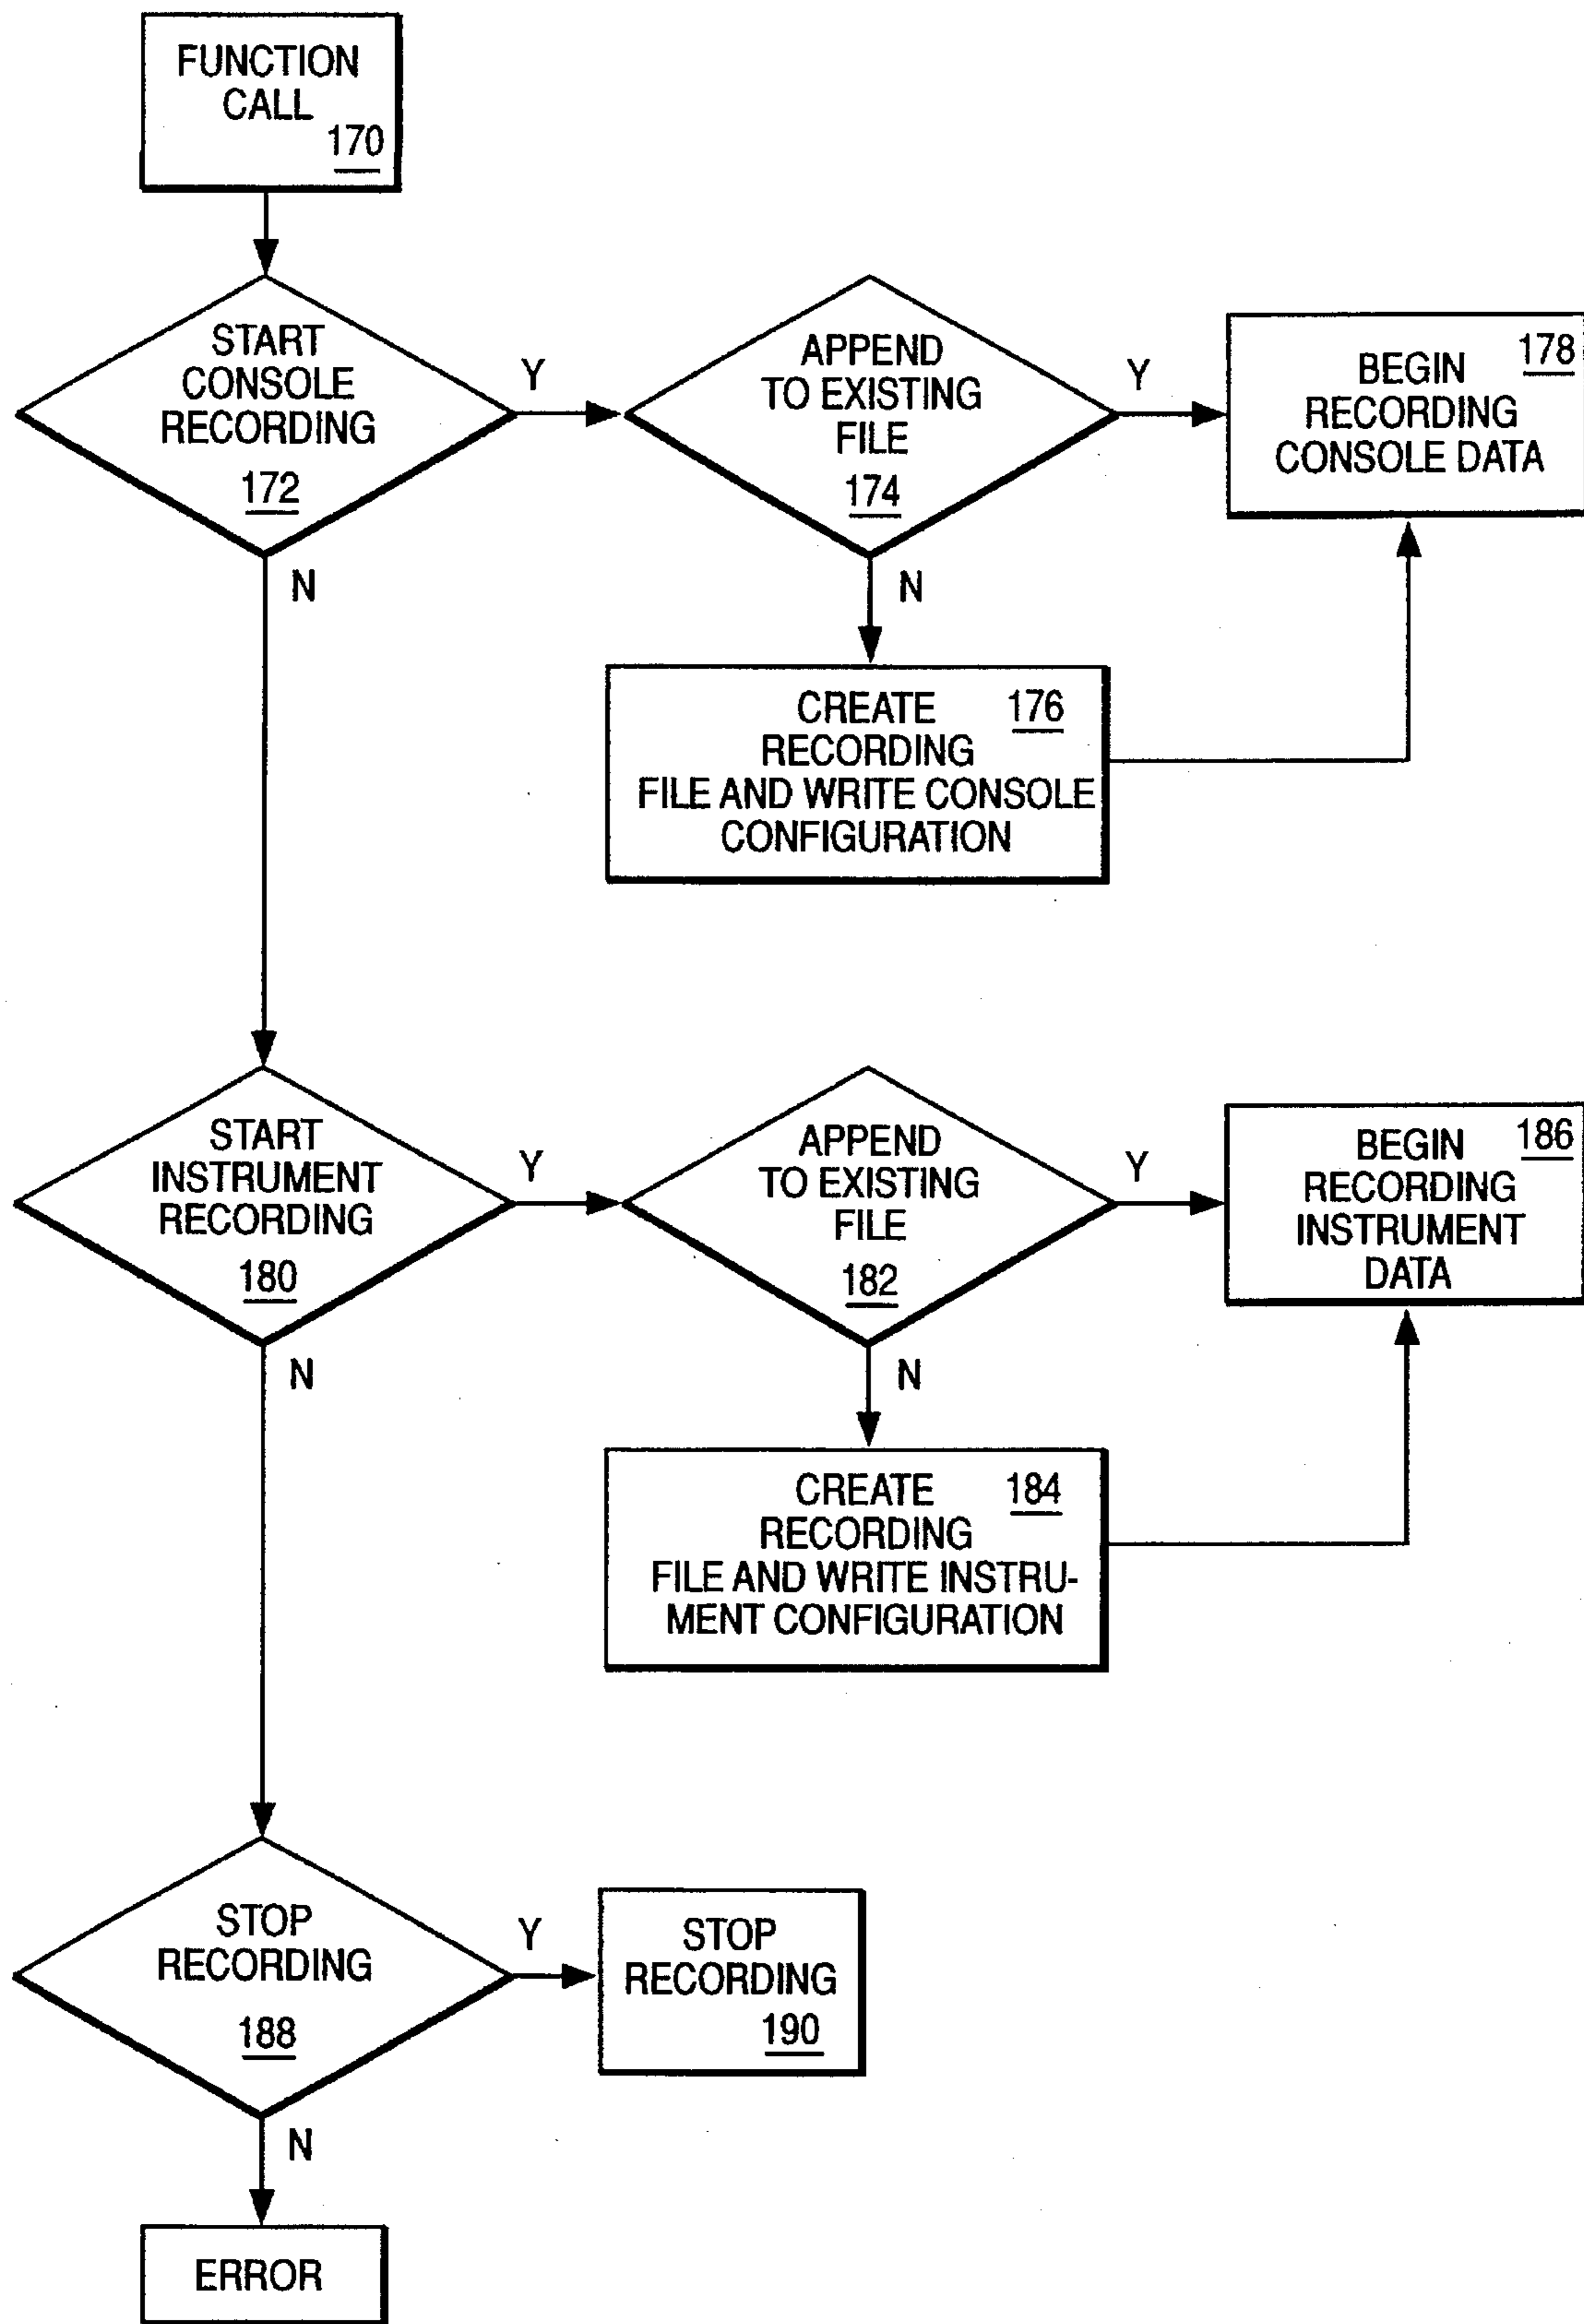 FUNCTION
CALL
170
START
CONSOLE
RECORDING
172
Y
N
APPEND
TO EXISTING
FILE
174
Y
N
178
BEGIN
RECORDING
CONSOLE DATA
CREATE 176
RECORDING
FILE AND WRITE CONSOLE
CONFIGURATION
START
INSTRUMENT
RECORDING
180
Y
N
APPEND
TO EXISTING
FILE
182
Y
N
186
BEGIN
RECORDING
INSTRUMENT
DATA
CREATE 184
RECORDING
FILE AND WRITE INSTRU-
MENT CONFIGURATION
STOP
RECORDING
188
Y
N
STOP
RECORDING
190
ERROR